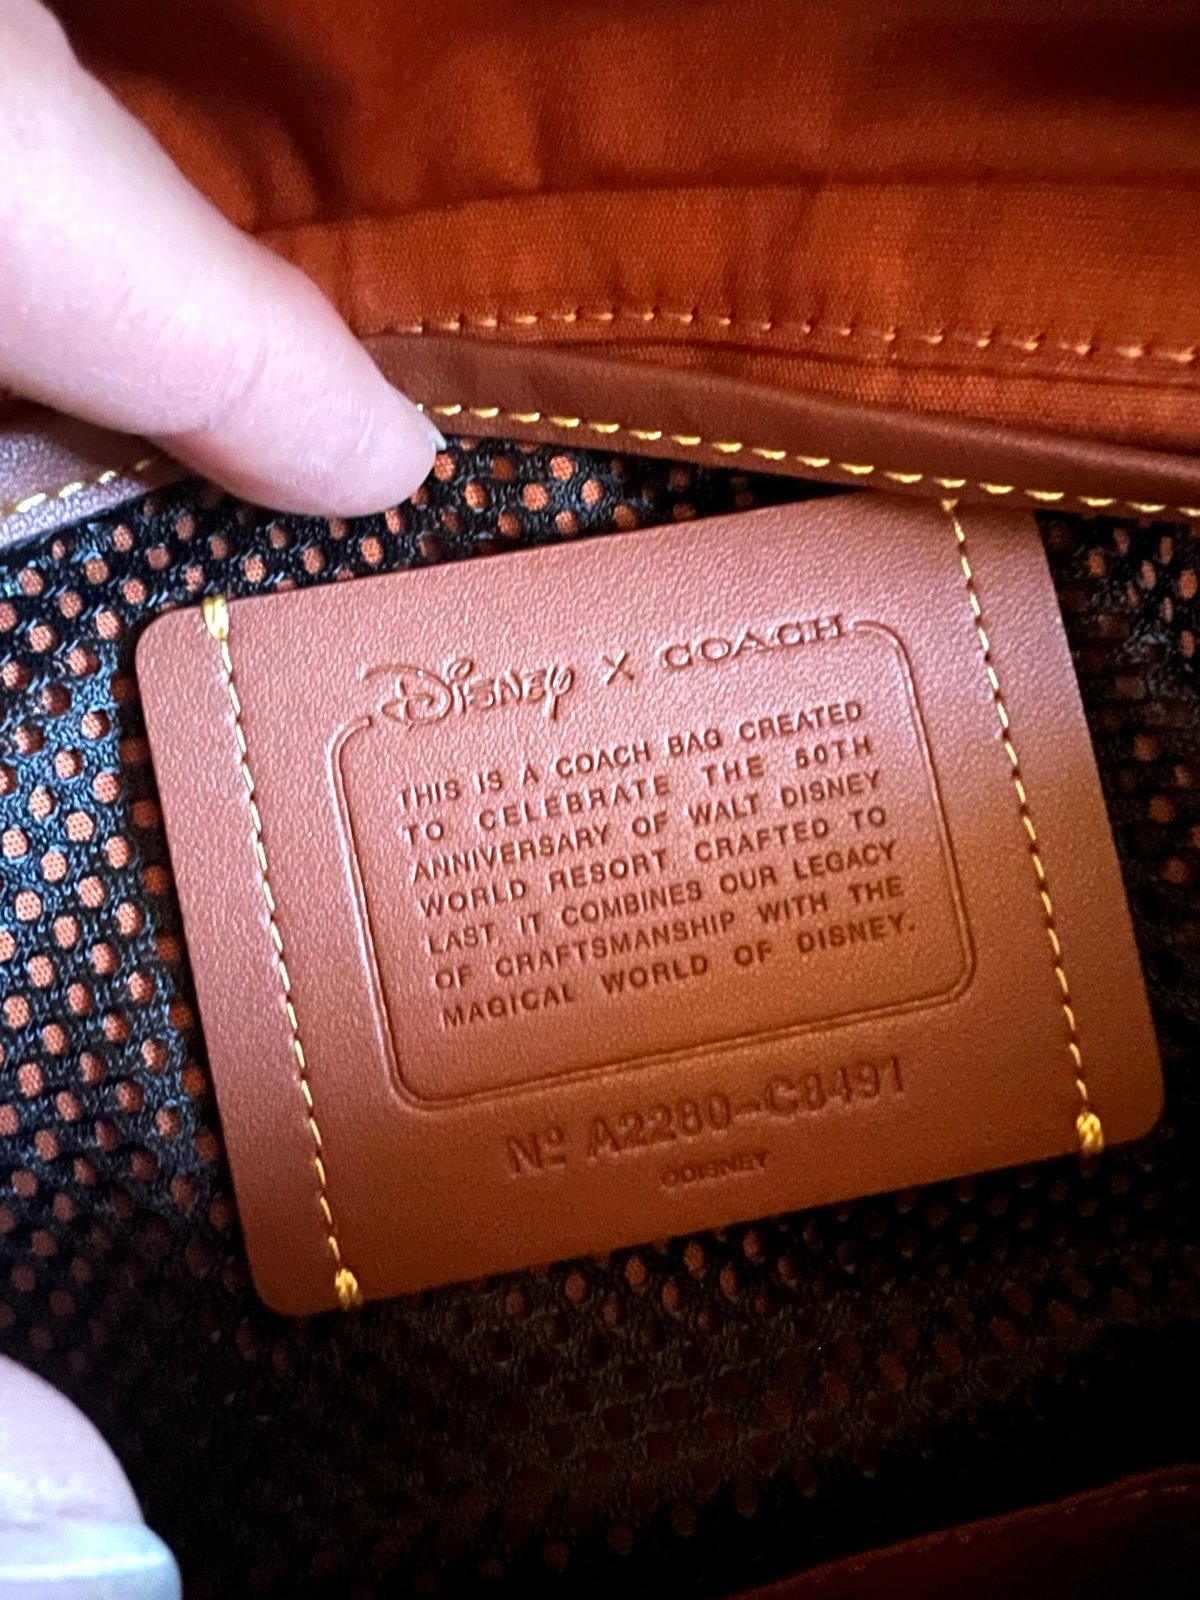 Disney X COACH
THIS IS A COACH BAG CREATED
TO CELEBRATE THE 50TH
ANNIVERSARY OF WALT DISNEY
WORLD RESORT. CRAFTED TO
LAST, IT COMBINES OUR LEGACY
OF CRAFTSMANSHIP WITH THE
MAGICAL WORLD OF DISNEY.
Nº A2280-C8491
©DISNEY